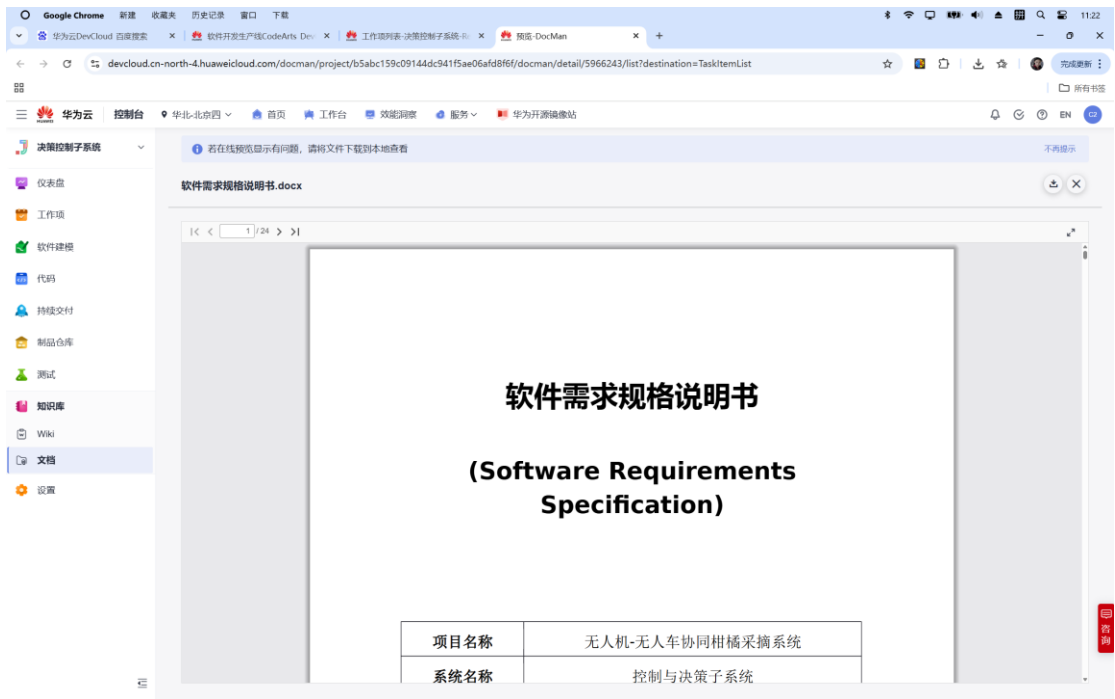 Google Chrome 新建 收藏夹 历史记录 窗口 下载 11:22
华为云DevCloud 百度搜索 软件开发生产线CodeArts Dev 工作项列表-决策控制子系统-R 预览-DocMan
devcloud.cn-north-4.huaweicloud.com/docman/project/b5abc159c09144dc941f5ae06afd8f6f/docman/detail/5966243/list?destination=TaskItemList 完成更新
所有书签
华为云 控制台 华北-北京四 首页 工作台 效能洞察 服务 华为开源镜像站 EN C2
决策控制子系统
若在线预览显示有问题，请将文件下载到本地查看 不再提示
仪表盘
软件需求规格说明书.docx
工作项
1 / 24
软件建模
代码
持续交付
制品仓库
测试
知识库
Wiki
文档
设置
软件需求规格说明书
(Software Requirements
Specification)
项目名称 无人机-无人车协同柑橘采摘系统
系统名称 控制与决策子系统
咨询